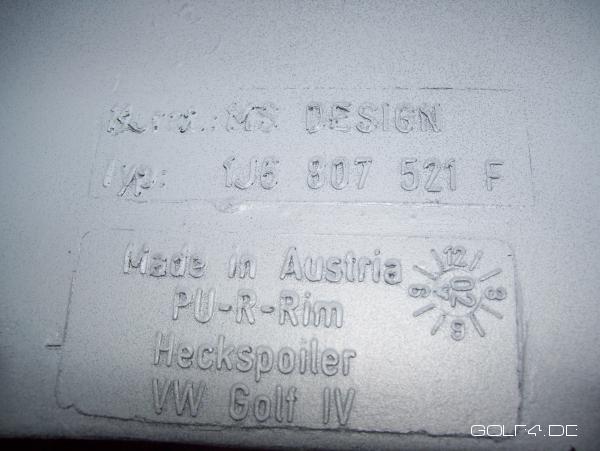 MS DESIGN
Typ: 1J6 807 521 F
Made in Austria
PU-R-Rim
Heckspoiler
VW Golf IV
12
02
3
6
9
GOLF4.DE